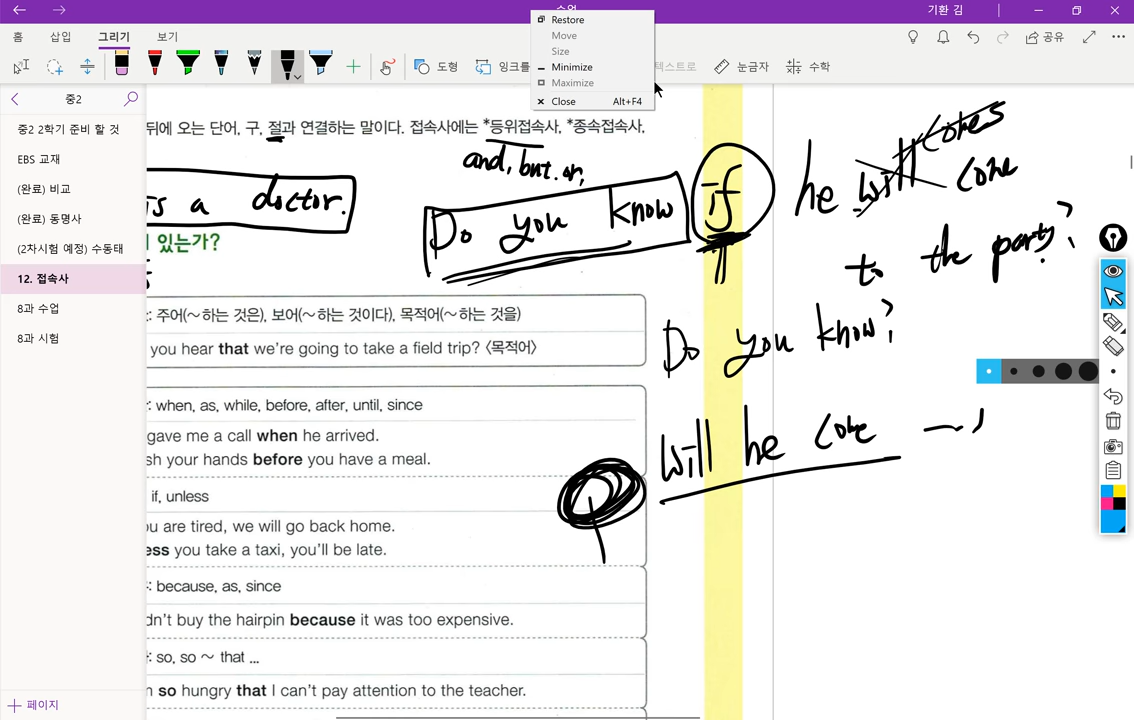 수업
기환 김
Restore
Move
Size
Minimize
Maximize
Close Alt+F4
홈 삽입 그리기 보기
공유
도형 잉크를 텍스트로 눈금자 수학
중2
중2 2학기 준비 할 것
EBS 교재
(완료) 비교
(완료) 동명사
(2차시험 예정) 수동태
12. 접속사
8과 수업
8과 시험
페이지
뒤에 오는 단어, 구, 절과 연결하는 말이다. 접속사에는 *등위접속사, *종속접속사,
and, but. or,
is a doctor.
있는가?
Do you know if he will comes come
to the party?
: 주어(~하는 것은), 보어(~하는 것이다), 목적어(~하는 것을)
you hear that we're going to take a field trip? <목적어>
Do you know?
: when, as, while, before, after, until, since
gave me a call when he arrived.
sh your hands before you have a meal.
will he come
if, unless
ou are tired, we will go back home.
ess you take a taxi, you'll be late.
: because, as, since
dn't buy the hairpin because it was too expensive.
: so, so ~ that ...
so hungry that I can't pay attention to the teacher.